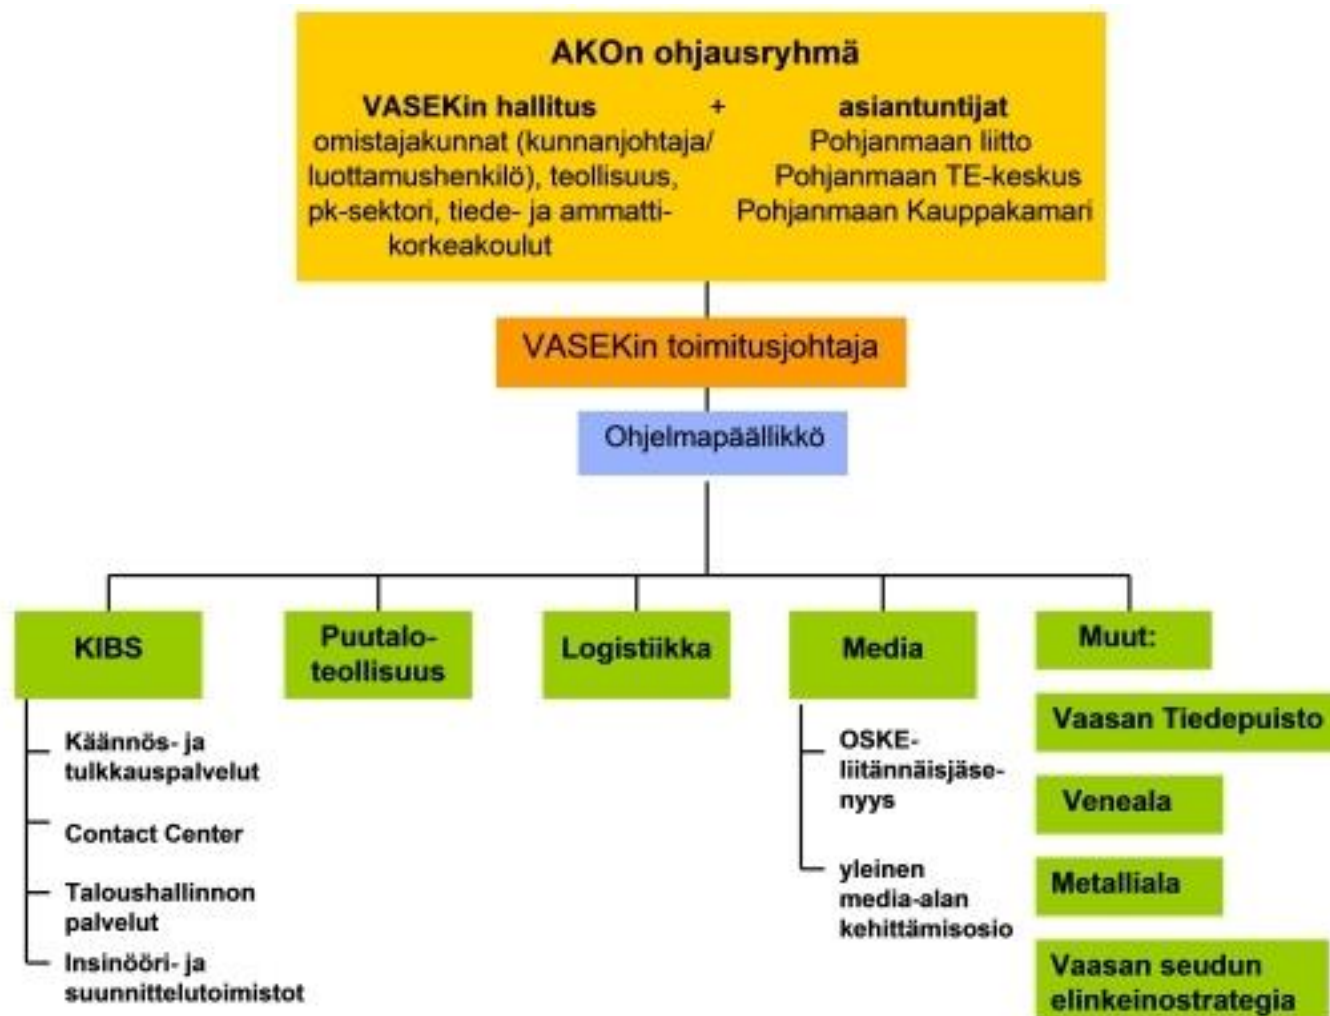 AKOn ohjausryhmä
VASEKin hallitus + asiantuntijat
omistajakunnat (kunnanjohtaja/ Pohjanmaan liitto
luottamushenkilö), teollisuus, Pohjanmaan TE-keskus
pk-sektori, tiede- ja ammatti- Pohjanmaan Kauppakamari
korkeakoulut
VASEKin toimitusjohtaja
Ohjelmapäällikkö
KIBS
Käännös- ja
tulkkauspalvelut
Contact Center
Taloushallinnon
palvelut
Insinööri- ja
suunnittelutoimistot
Puutalo-
teollisuus
Logistiikka
Media
OSKE-
liitännäisjäse-
nyys
yleinen
media-alan
kehittämisosio
Muut:
Vaasan Tiedepuisto
Veneala
Metalliala
Vaasan seudun
elinkeinostrategia